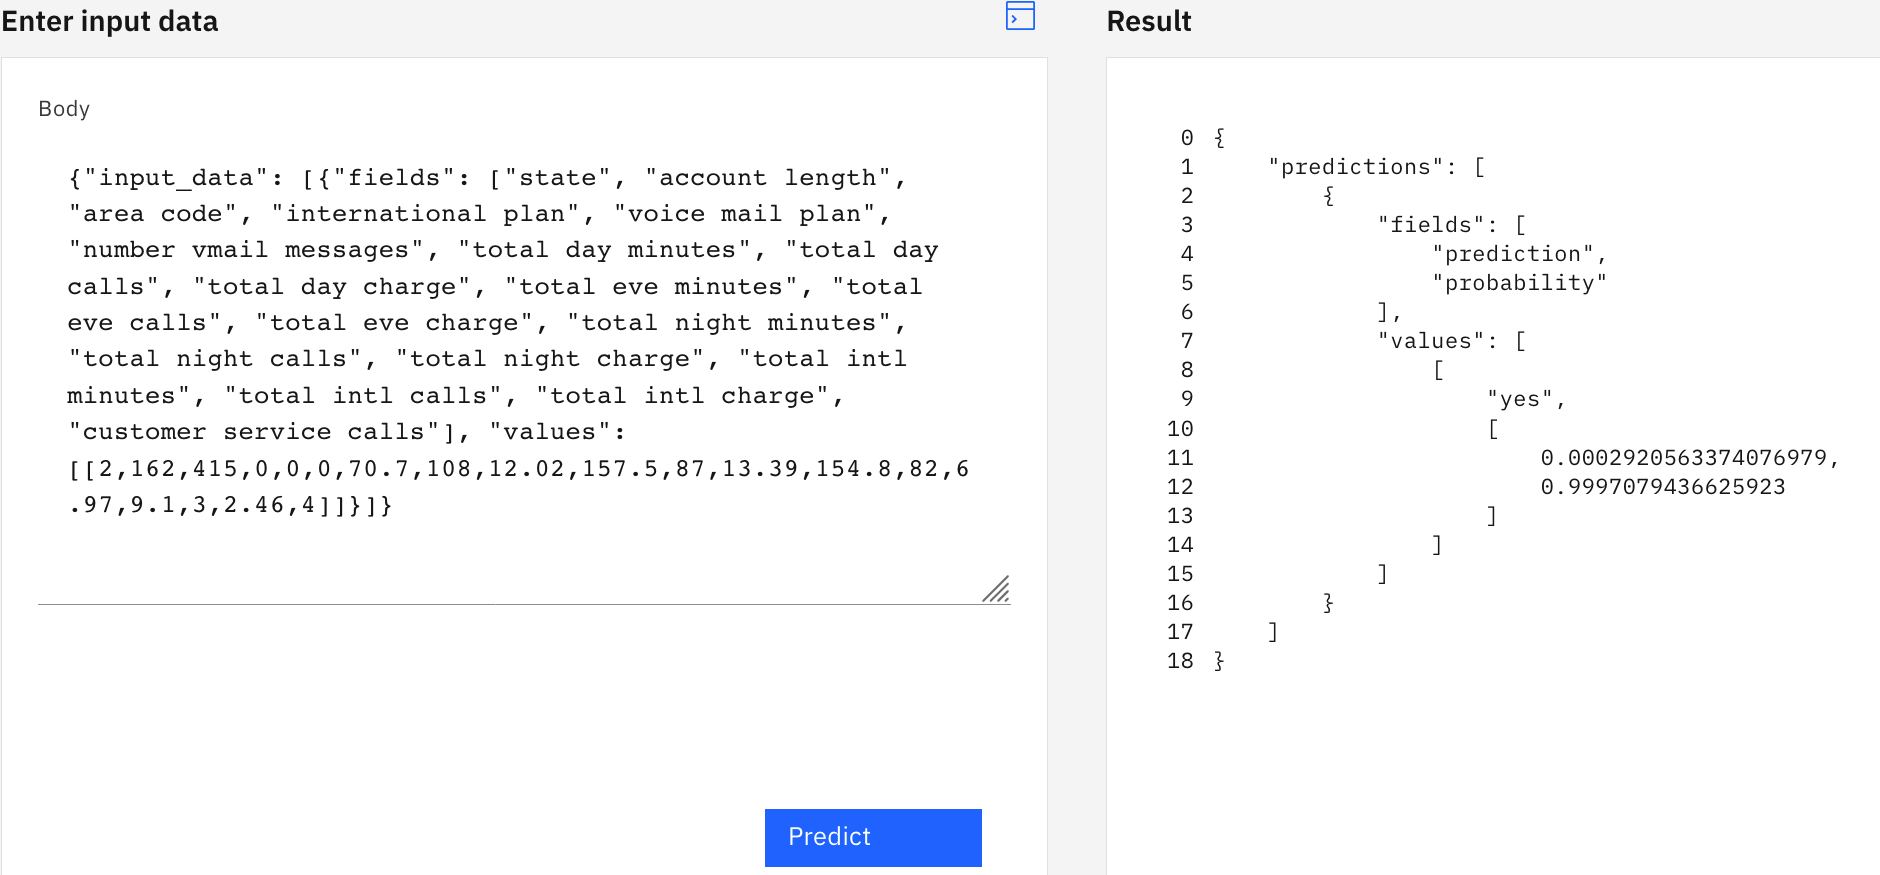 Enter input data
Body
{"input_data": [{"fields": ["state", "account length",
"area code", "international plan", "voice mail plan",
"number vmail messages", "total day minutes", "total day
calls", "total day charge", "total eve minutes", "total
eve calls", "total eve charge", "total night minutes",
"total night calls", "total night charge", "total intl
minutes", "total intl calls", "total intl charge",
"customer service calls"], "values":
[[2,162,415,0,0,0,70.7,108,12.02,157.5,87,13.39,154.8,82,6
.97,9.1,3,2.46,4]]}]}
Predict
Result
0 {
1 "predictions": [
2 {
3 "fields": [
4 "prediction",
5 "probability"
6 ],
7 "values": [
8 [
9 "yes",
10 [
11 0.0002920563374076979,
12 0.9997079436625923
13 ]
14 ]
15 ]
16 }
17 ]
18 }